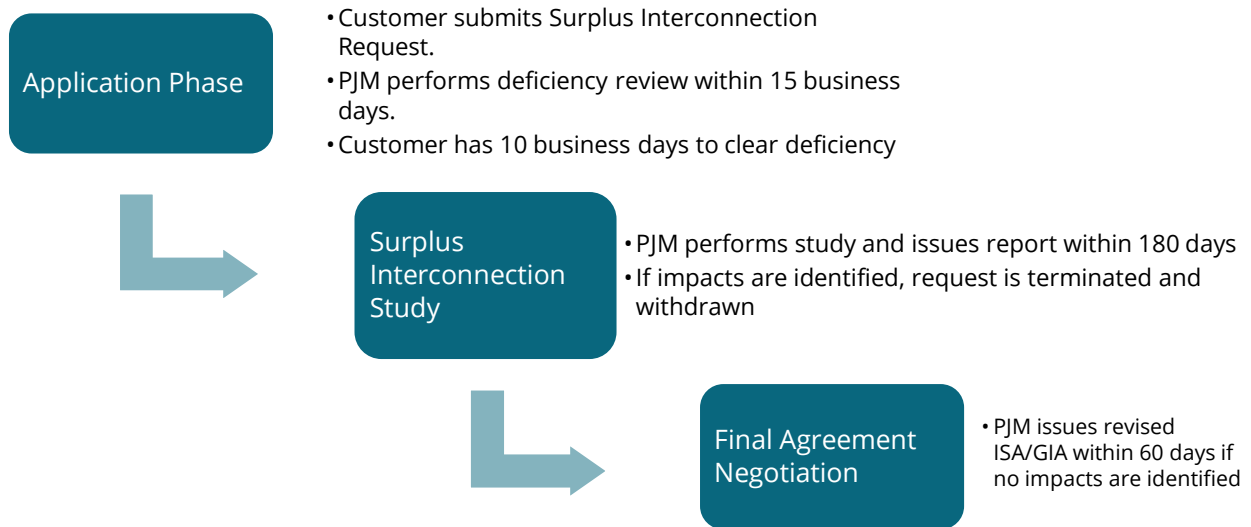 Application Phase
•Customer submits Surplus Interconnection
Request.
•PJM performs deficiency review within 15 business
days.
•Customer has 10 business days to clear deficiency
Surplus
Interconnection
Study
•PJM performs study and issues report within 180 days
•If impacts are identified, request is terminated and
withdrawn
Final Agreement
Negotiation
•PJM issues revised
ISA/GIA within 60 days if
no impacts are identified